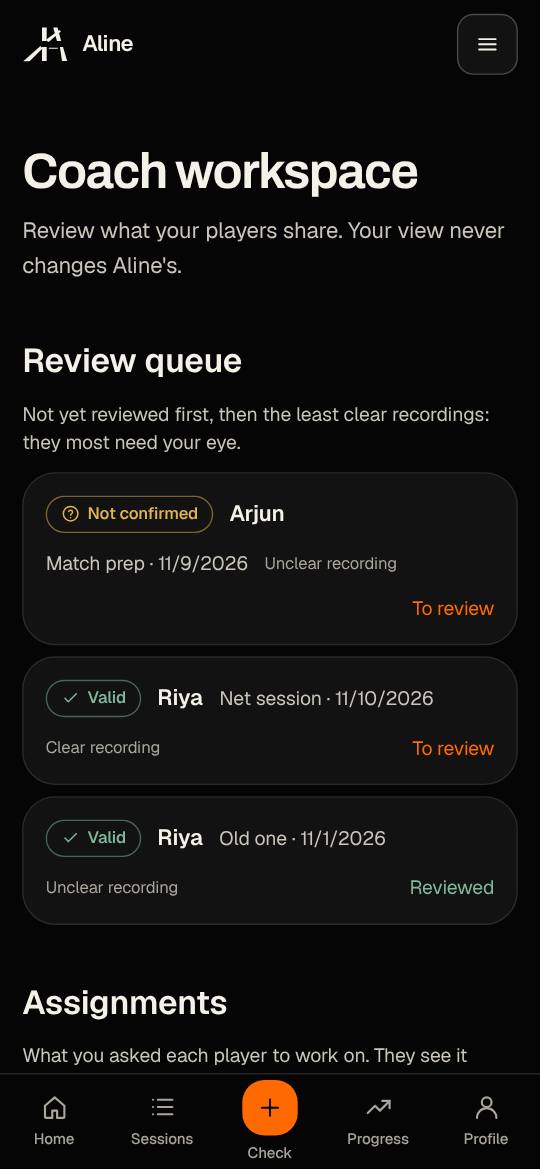 Aline
Coach workspace
Review what your players share. Your view never
changes Aline's.
Review queue
Not yet reviewed first, then the least clear recordings:
they most need your eye.
Not confirmed Arjun
Match prep · 11/9/2026 Unclear recording
To review
Valid Riya Net session · 11/10/2026
Clear recording To review
Valid Riya Old one · 11/1/2026
Unclear recording Reviewed
Assignments
What you asked each player to work on. They see it
Home Sessions Check Progress Profile